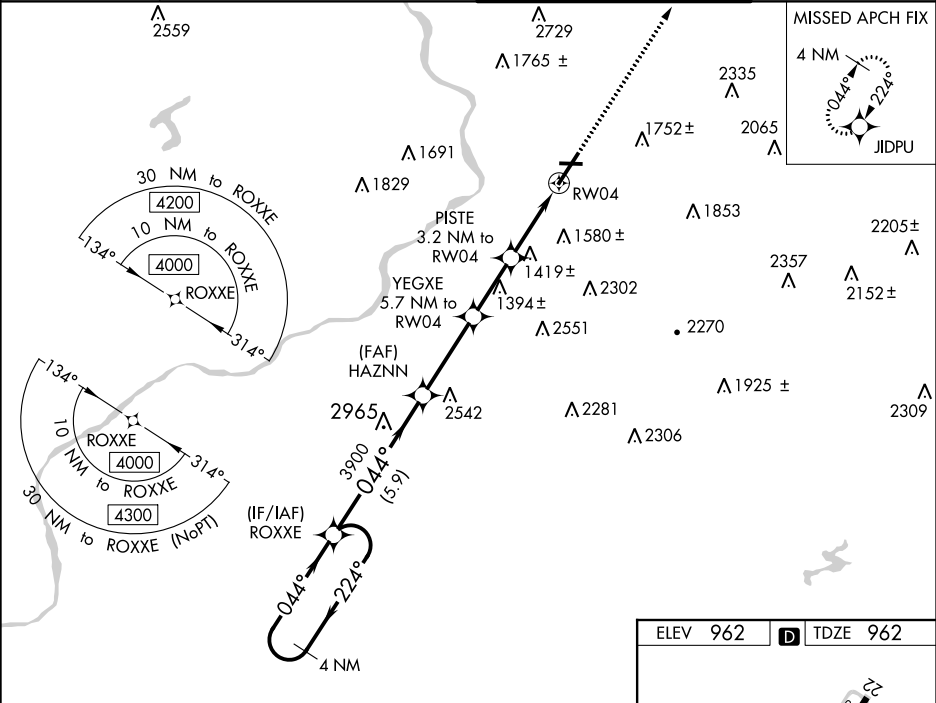 2559
2729
1765 ±
2335
1752 ±
2065
MISSED APCH FIX
4 NM
044°
224°
JIDPU
1691
1829
30 NM to ROXXE
4200
10 NM to ROXXE
4000
134°
ROXXE
314°
RW04
PISTE
3.2 NM to
RW04
1853
1580 ±
2205±
1419±
YEGXE
5.7 NM to
RW04
1394±
2302
2357
2152±
2551
2270
(FAF)
HAZNN
134°
ROXXE
314°
4000
10 NM to ROXXE
4300
30 NM to ROXXE (NoPT)
2965
2542
2281
1925 ±
2309
2306
3900
044°
(5.9)
(IF/IAF)
ROXXE
044°
224°
4 NM
ELEV 962
D
TDZE 962
22